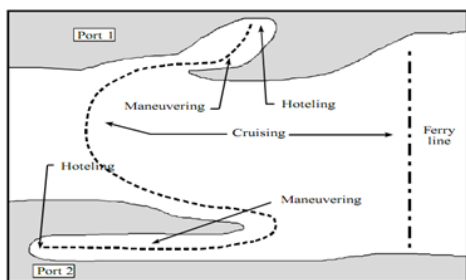 Port 1
Maneuvering
Hoteling
Cruising
Ferry
line
Hoteling
Maneuvering
Port 2